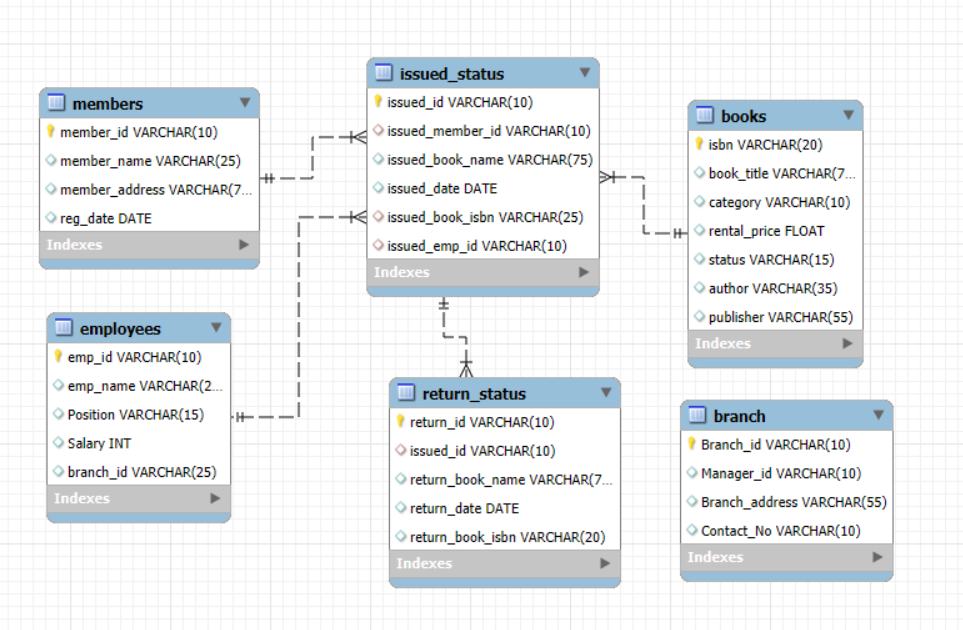 members
member_id VARCHAR(10)
member_name VARCHAR(25)
member_address VARCHAR(7...
reg_date DATE
Indexes
issued_status
issued_id VARCHAR(10)
issued_member_id VARCHAR(10)
issued_book_name VARCHAR(75)
issued_date DATE
issued_book_isbn VARCHAR(25)
issued_emp_id VARCHAR(10)
Indexes
books
isbn VARCHAR(20)
book_title VARCHAR(7...
category VARCHAR(10)
rental_price FLOAT
status VARCHAR(15)
author VARCHAR(35)
publisher VARCHAR(55)
Indexes
employees
emp_id VARCHAR(10)
emp_name VARCHAR(2...
Position VARCHAR(15)
Salary INT
branch_id VARCHAR(25)
Indexes
return_status
return_id VARCHAR(10)
issued_id VARCHAR(10)
return_book_name VARCHAR(7...
return_date DATE
return_book_isbn VARCHAR(20)
Indexes
branch
Branch_id VARCHAR(10)
Manager_id VARCHAR(10)
Branch_address VARCHAR(55)
Contact_No VARCHAR(10)
Indexes